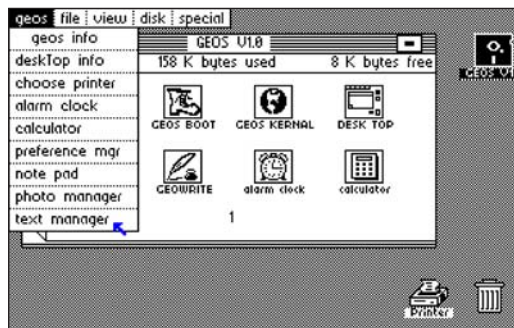 geos file view disk special
geos info
deskTop info
choose printer
alarm clock
calculator
preference mgr
note pad
photo manager
text manager
GEOS V1.0
158 K bytes used 8 K bytes free
GEOS BOOT GEOS KERNAL DESK TOP
GEOWRITE alarm clock calculator
1
GEOS V1
Printer